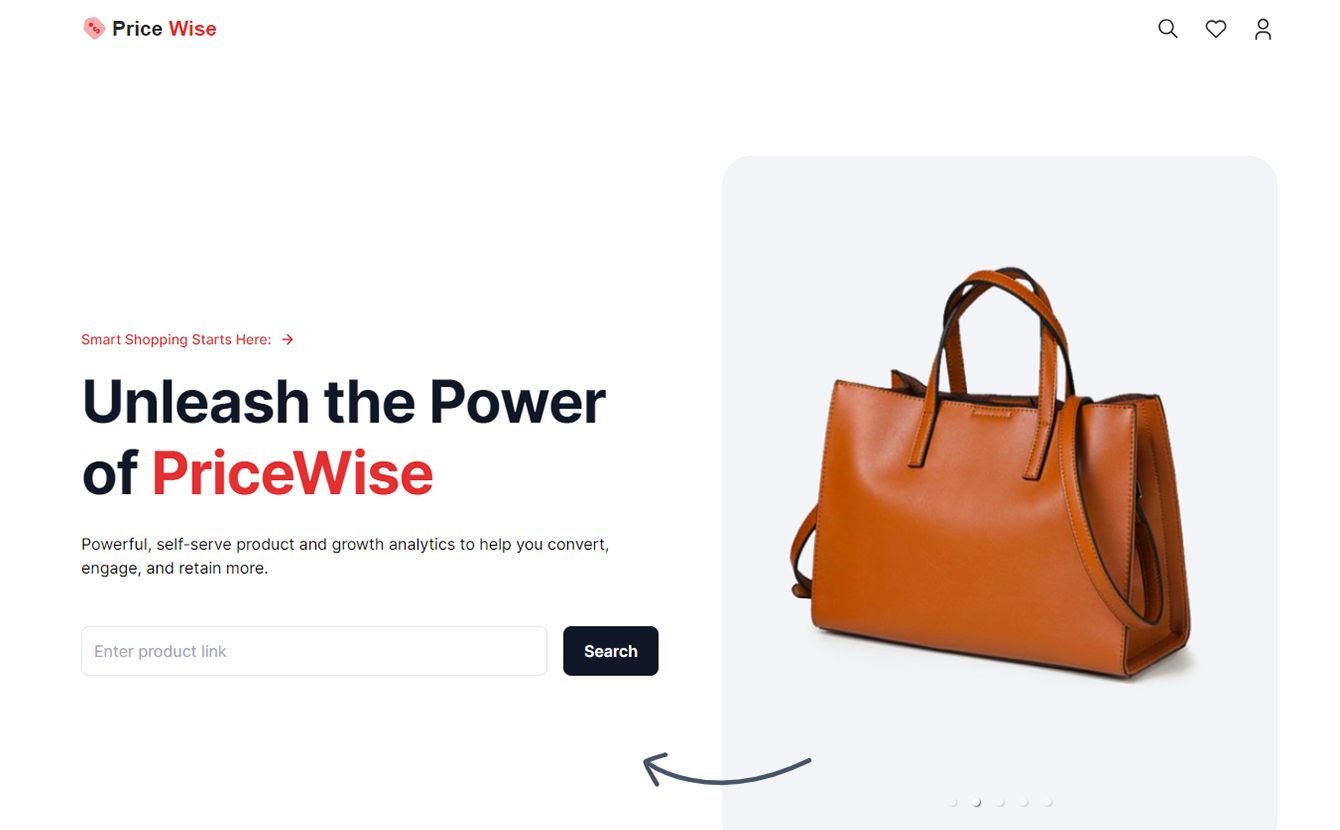 Price Wise
Smart Shopping Starts Here:
Unleash the Power
of PriceWise
Powerful, self-serve product and growth analytics to help you convert,
engage, and retain more.
Enter product link
Search